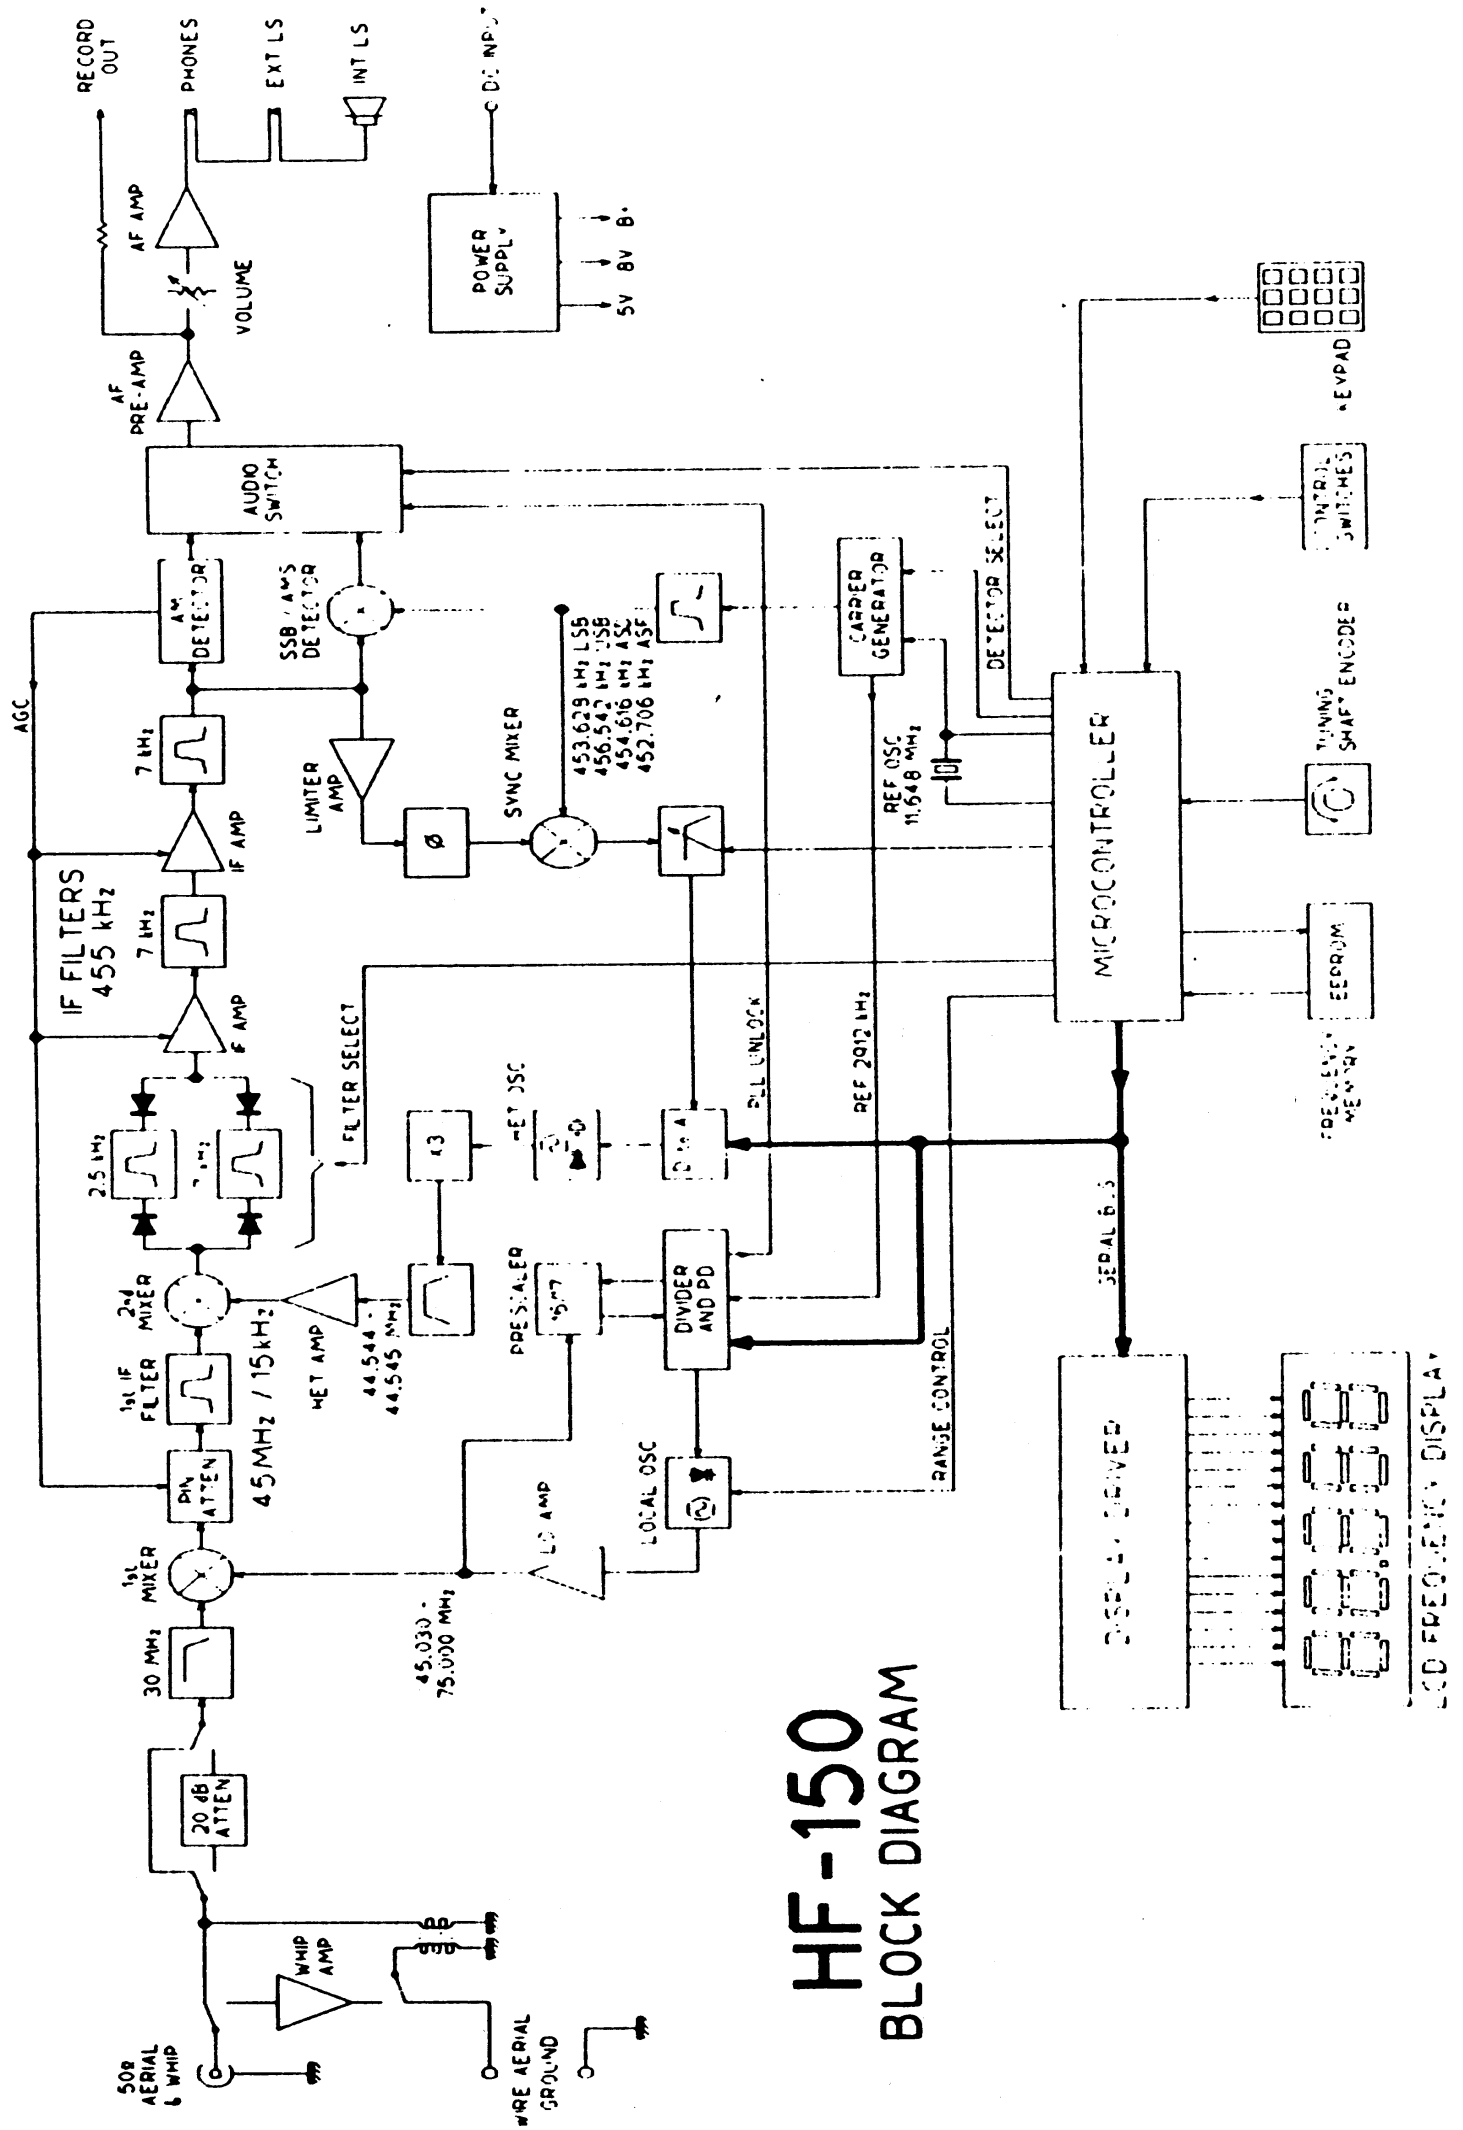 RECORD
OUT
PHONES
EXT LS
INT LS
DC INPUT
AF AMP
VOLUME
AF
PRE-AMP
POWER
SUPPLY
5V
8V
B+
AUDIO
SWITCH
AM
DETECTOR
SSB / AMS
DETECTOR
AGC
7 kHz
IF AMP
7 kHz
IF AMP
IF FILTERS
455 kHz
LIMITER
AMP
Ø
SYNC MIXER
453.629 kHz LSB
456.542 kHz USB
454.616 kHz
452.706 kHz
CARRIER
GENERATOR
REF OSC
11.648 MHz
DETECTOR SELECT
KEYPAD
CONTROL
SWITCHES
TUNING
SHAFT ENCODER
MICROCONTROLLER
EEPROM
FREQUENCY
MEMORY
FILTER SELECT
PLL UNLOCK
REF 2912 kHz
2.5 kHz
7 kHz
2nd
MIXER
HET AMP
44.544 -
44.545 MHz
x3
HET OSC
D to A
PRESCALER
DIVIDER
AND PD
SERIAL BUS
RANGE CONTROL
1st IF
FILTER
45MHz / 15kHz
PIN
ATTEN
1st
MIXER
LO AMP
LOCAL OSC
45.030 -
75.000 MHz
30 MHz
20 dB
ATTEN
WHIP
AMP
50Ω
AERIAL
& WHIP
WIRE AERIAL
GROUND
DISPLAY DRIVER
LCD FREQUENCY DISPLAY
HF-150
BLOCK DIAGRAM